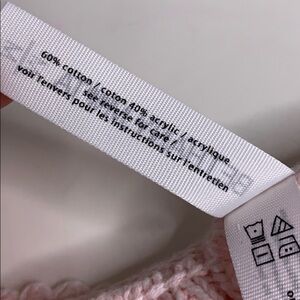 60% cotton / coton 40% acrylic / acrylique
see reverse for care /
voir l'envers pour les instructions sur l'entretien